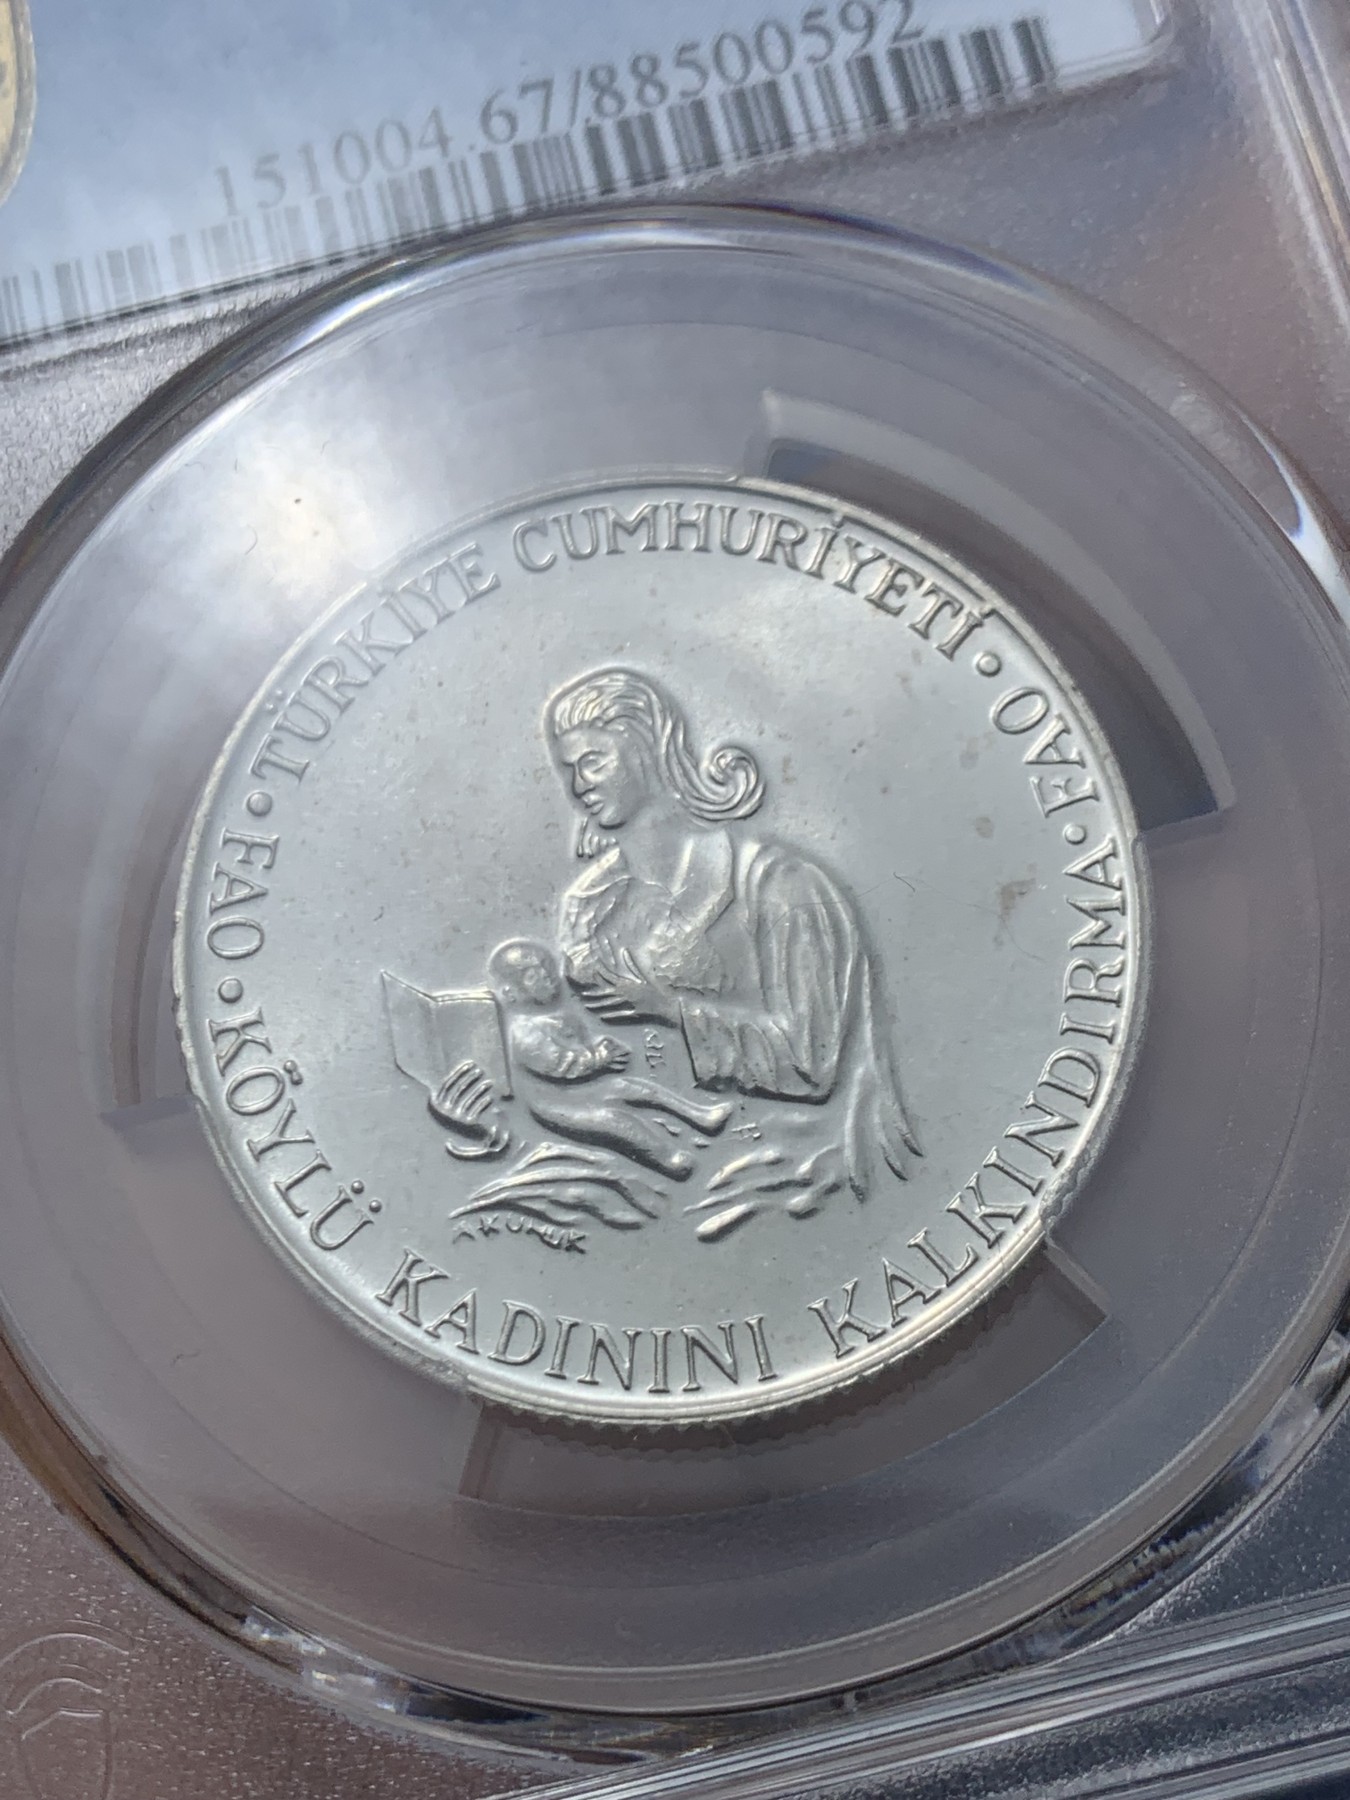 151004.67/88500592
· TÜRKİYE CUMHURİYETİ · FAO · KÖYLÜ KADININI KALKINDIRMA · FAO